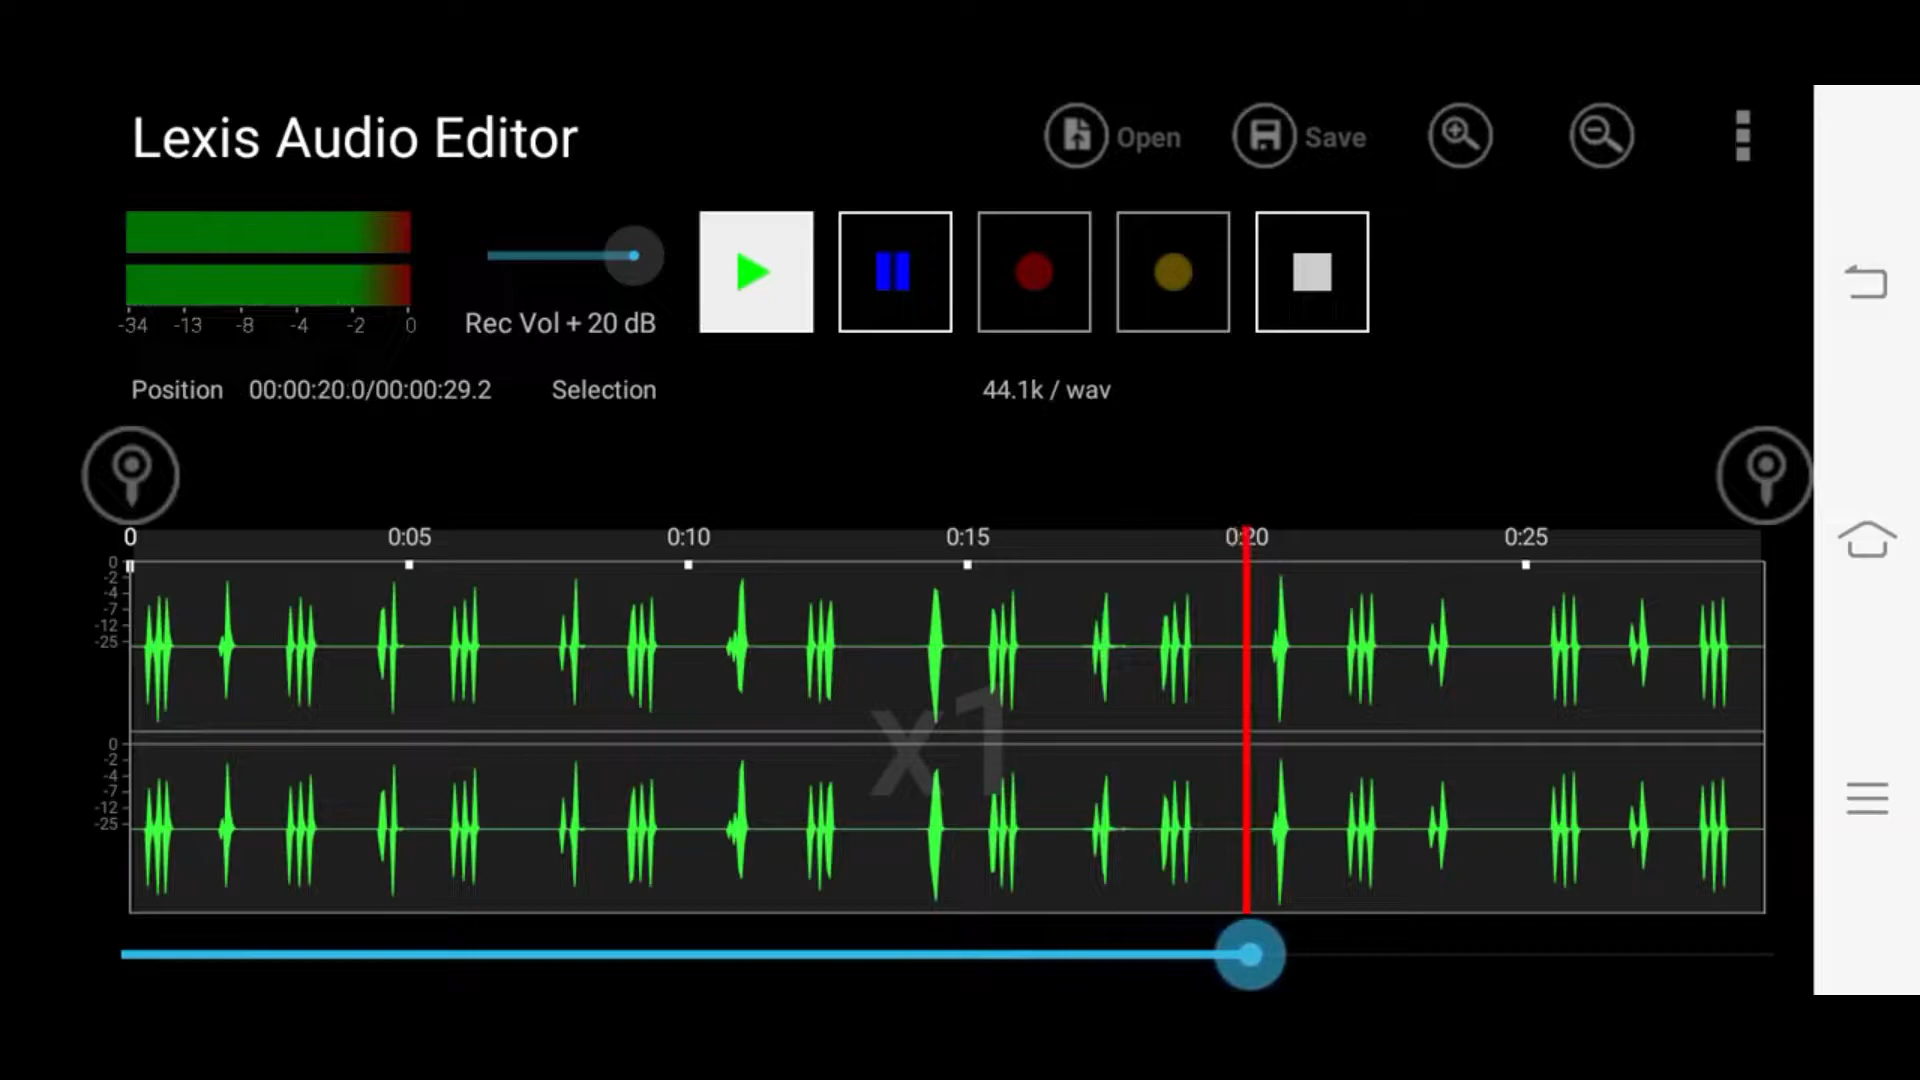 Lexis Audio Editor
Open
Save
-34 -13 -8 -4 -2 0
Rec Vol + 20 dB
Position 00:00:20.0/00:00:29.2 Selection 44.1k / wav
0 0:05 0:10 0:15 0:20 0:25
0
-2
-4
-7
-12
-25
x1
0
-2
-4
-7
-12
-25